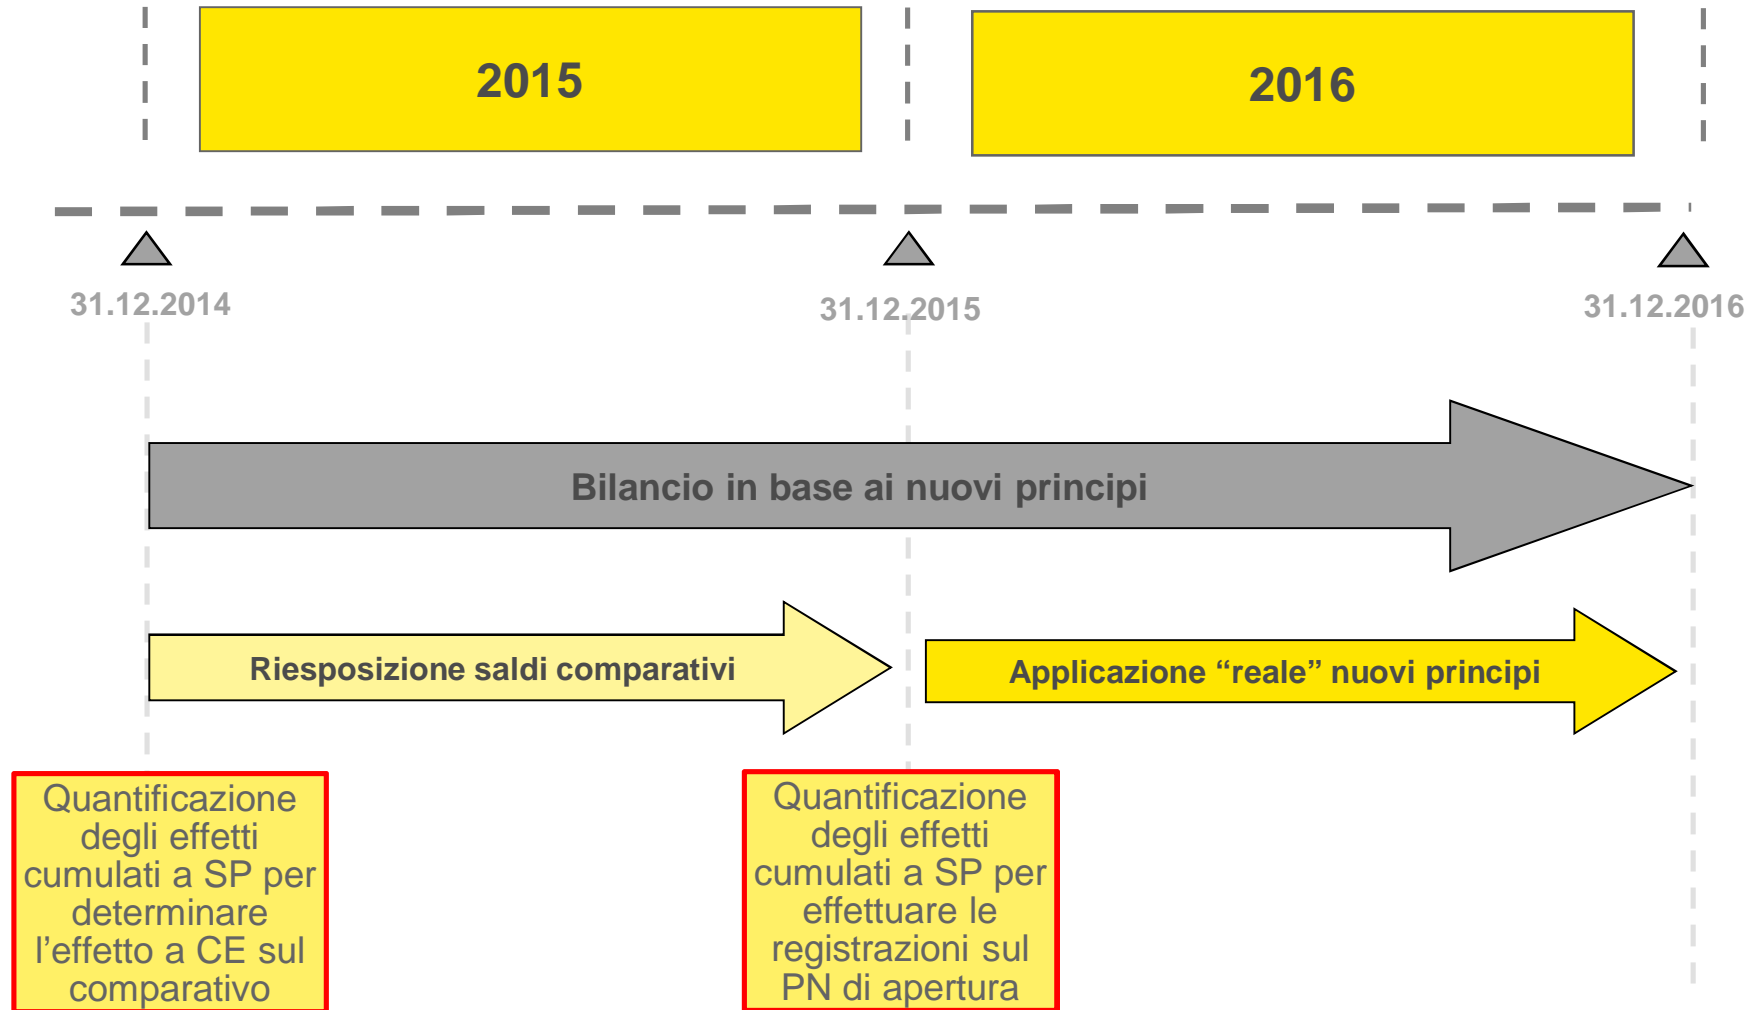 2015
2016
31.12.2014
31.12.2015
31.12.2016
Bilancio in base ai nuovi principi
Riesposizione saldi comparativi
Applicazione “reale” nuovi principi
Quantificazione
degli effetti
cumulati a SP per
determinare
l’effetto a CE sul
comparativo
Quantificazione
degli effetti
cumulati a SP per
effettuare le
registrazioni sul
PN di apertura